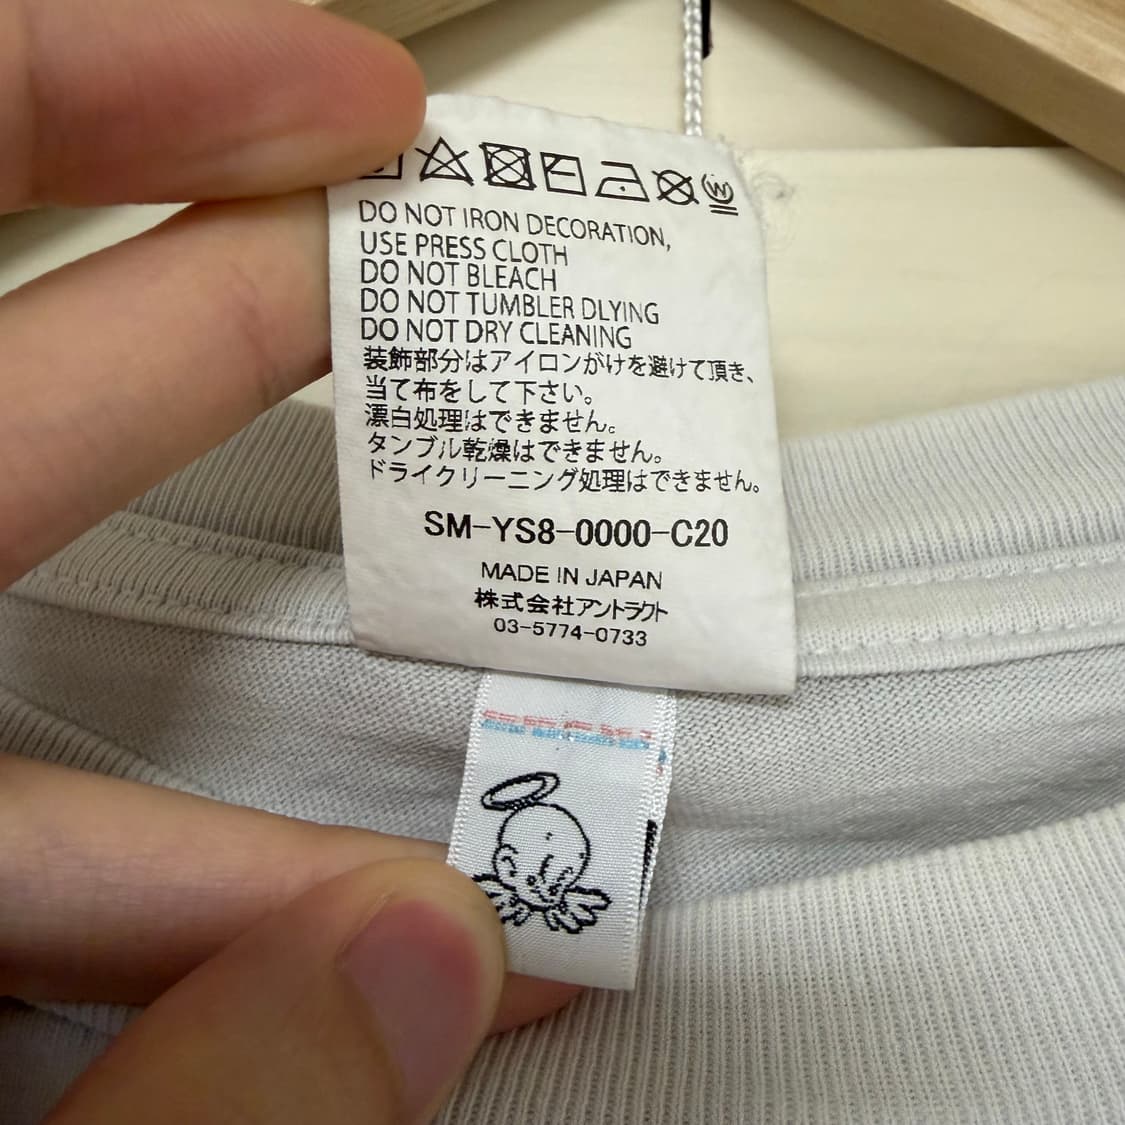 W
DO NOT IRON DECORATION,
USE PRESS CLOTH
DO NOT BLEACH
DO NOT TUMBLER DLYING
DO NOT DRY CLEANING
装飾部分はアイロンがけを避けて頂き、
当て布をして下さい。
漂白処理はできません。
タンブル乾燥はできません。
ドライクリーニング処理はできません。
SM-YS8-0000-C20
MADE IN JAPAN
株式会社アントラクト
03-5774-0733